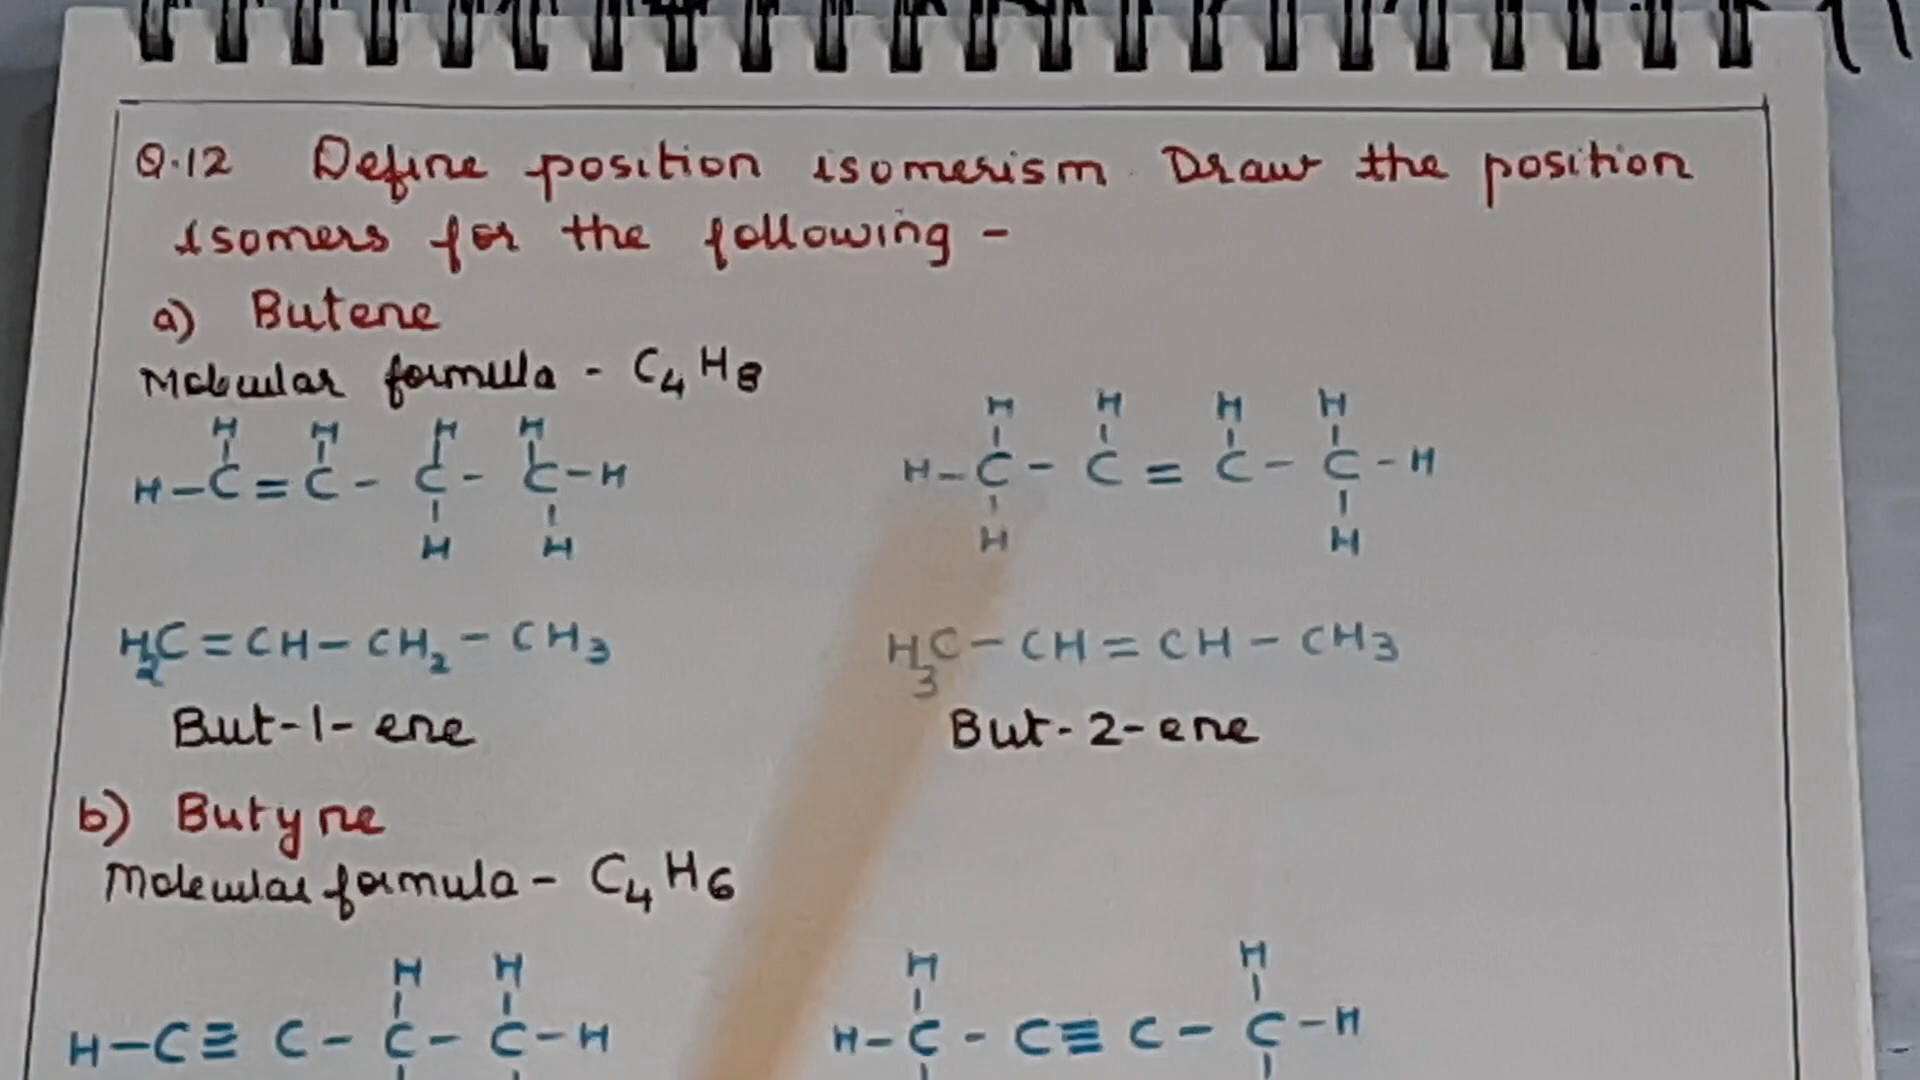 Q.12 Define position isomerism. Draw the position
isomers for the following -
a) Butene
Molecular formula - C4H8
H H H H
H-C=C-C-C-H
H H
H H H H
H-C-C=C-C-H
H H
H2C=CH-CH2-CH3
H3C-CH=CH-CH3
But-1-ene
But-2-ene
b) Butyne
Molecular formula - C4H6
H H
H-C≡C-C-C-H
H H
H-C-C≡C-C-H